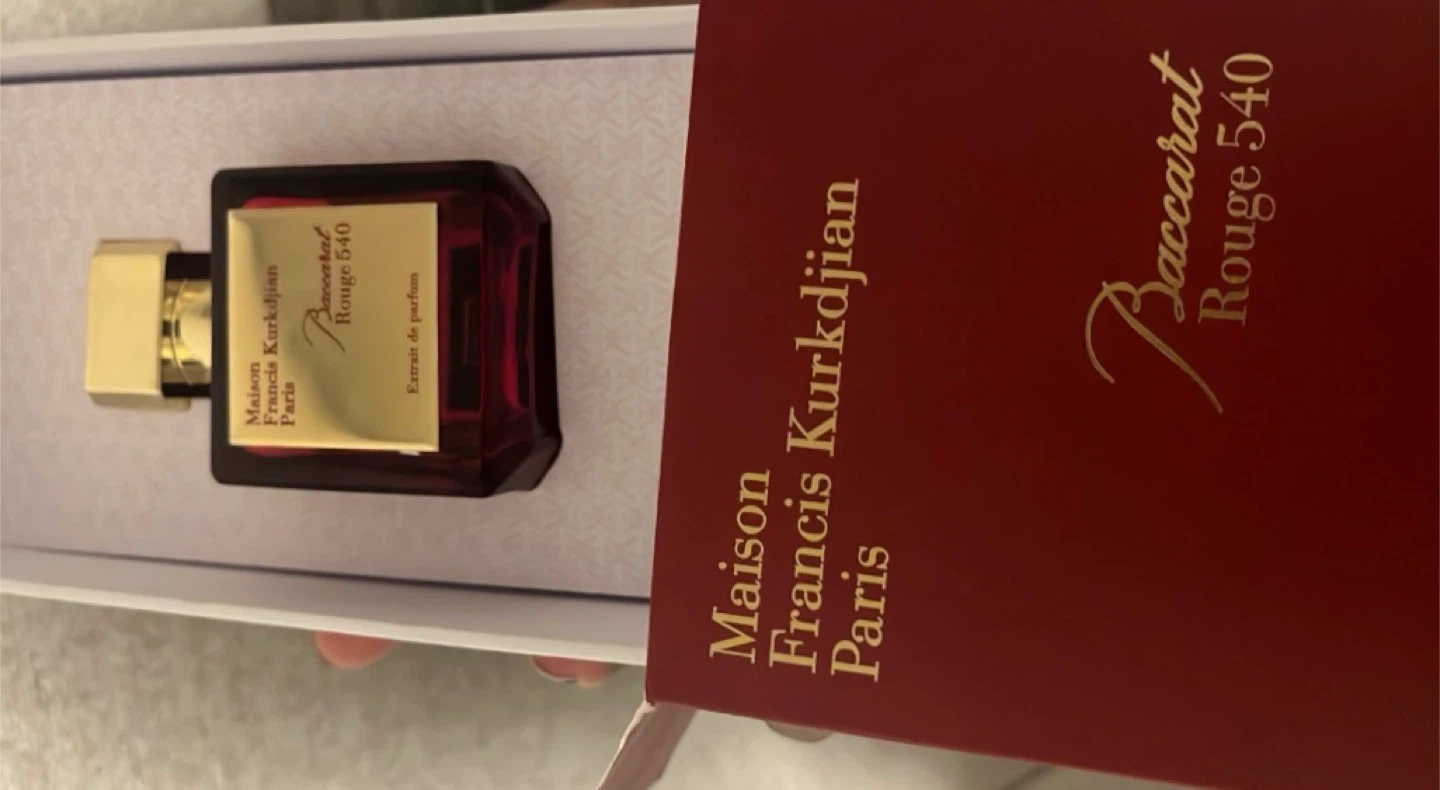 Maison
Francis Kurkdjian
Paris
Baccarat
Rouge 540
Extrait de parfum
Maison
Francis Kurkdjian
Paris
Baccarat
Rouge 540